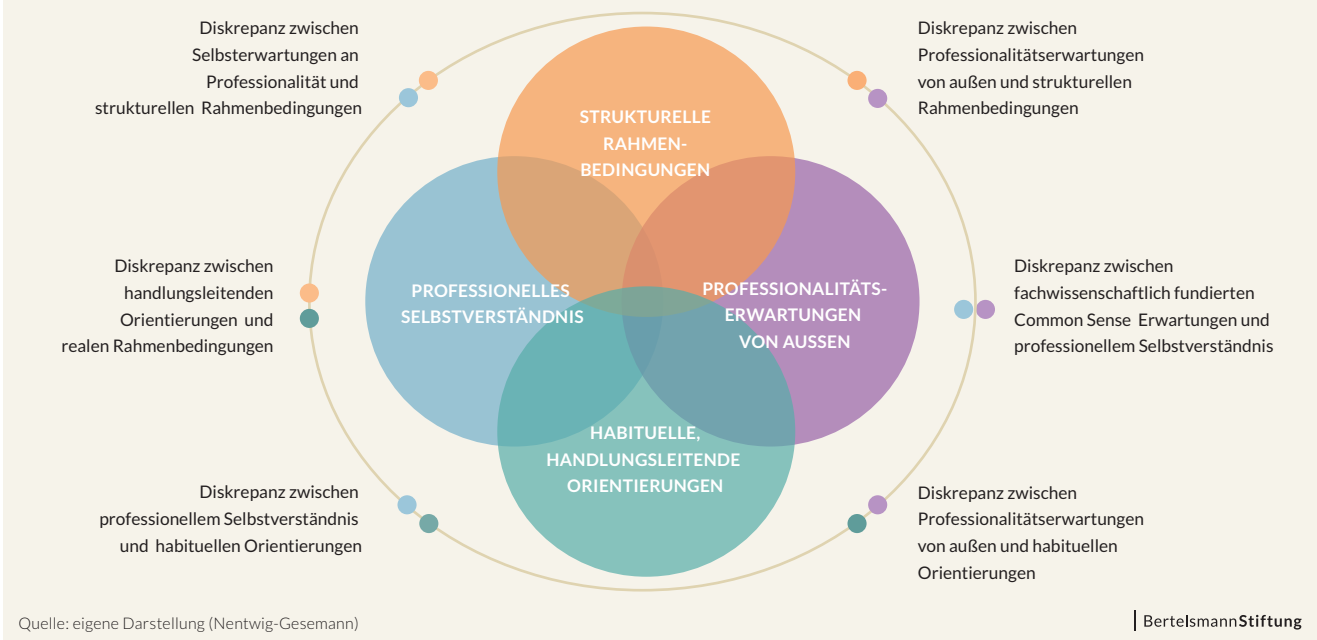 Diskrepanz zwischen
Selbsterwartungen an
Professionalität und
strukturellen Rahmenbedingungen
Diskrepanz zwischen
Professionalitätserwartungen
von außen und strukturellen
Rahmenbedingungen
STRUKTURELLE
RAHMEN-
BEDINGUNGEN
Diskrepanz zwischen
handlungsleitenden
Orientierungen und
realen Rahmenbedingungen
PROFESSIONELLES
SELBSTVERSTÄNDNIS
PROFESSIONALITÄTS-
ERWARTUNGEN
VON AUSSEN
Diskrepanz zwischen
fachwissenschaftlich fundierten
Common Sense Erwartungen und
professionellem Selbstverständnis
HABITUELLE,
HANDLUNGSLEITENDE
ORIENTIERUNGEN
Diskrepanz zwischen
professionellem Selbstverständnis
und habituellen Orientierungen
Diskrepanz zwischen
Professionalitätserwartungen
von außen und habituellen
Orientierungen
Quelle: eigene Darstellung (Nentwig-Gesemann)
BertelsmannStiftung